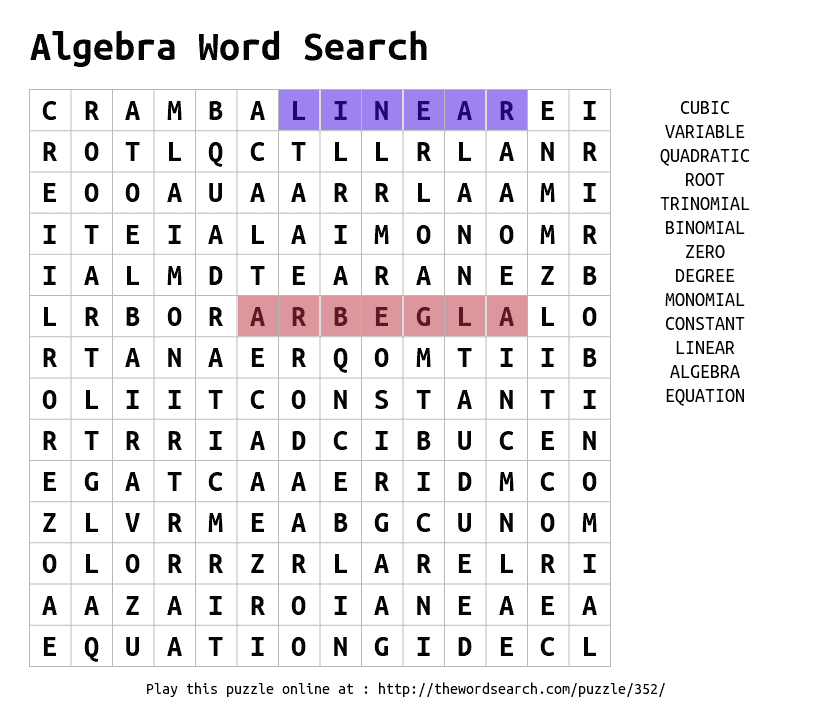 Algebra Word Search
C R A M B A L I N E A R E I
R O T L Q C T L L R L A N R
E O O A U A A R R L A A M I
I T E I A L A I M O N O M R
I A L M D T E A R A N E Z B
L R B O R A R B E G L A L O
R T A N A E R Q O M T I I B
O L I I T C O N S T A N T I
R T R R I A D C I B U C E N
E G A T C A A E R I D M C O
Z L V R M E A B G C U N O M
O L O R R Z R L A R E L R I
A A Z A I R O I A N E A E A
E Q U A T I O N G I D E C L
CUBIC
VARIABLE
QUADRATIC
ROOT
TRINOMIAL
BINOMIAL
ZERO
DEGREE
MONOMIAL
CONSTANT
LINEAR
ALGEBRA
EQUATION
Play this puzzle online at : http://thewordsearch.com/puzzle/352/